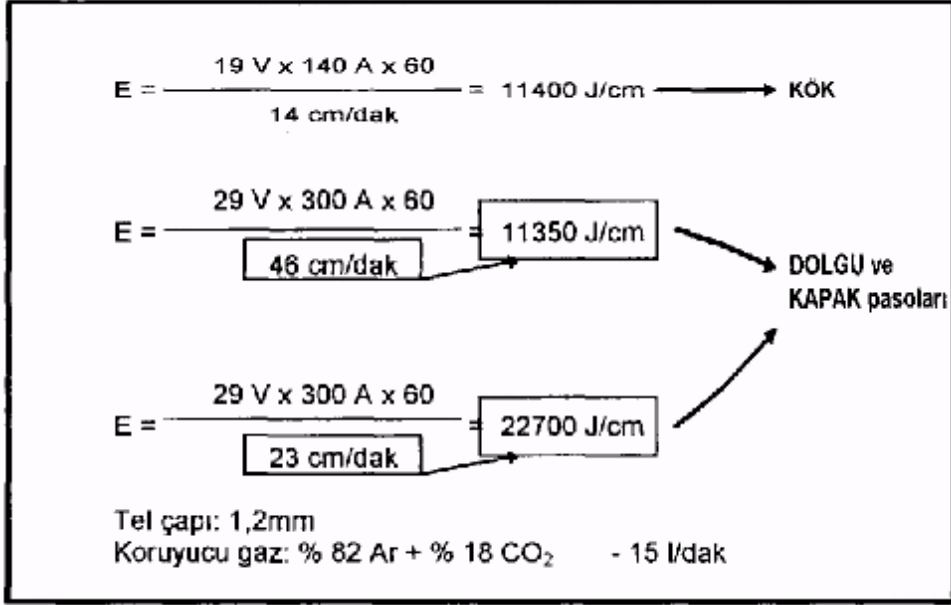 19 V x 140 A x 60
E = = 11400 J/cm KÖK
14 cm/dak
29 V x 300 A x 60
E = = 11350 J/cm
46 cm/dak
DOLGU ve
KAPAK pasoları
29 V x 300 A x 60
E = = 22700 J/cm
23 cm/dak
Tel çapı: 1,2mm
Koruyucu gaz: % 82 Ar + % 18 CO₂ - 15 l/dak